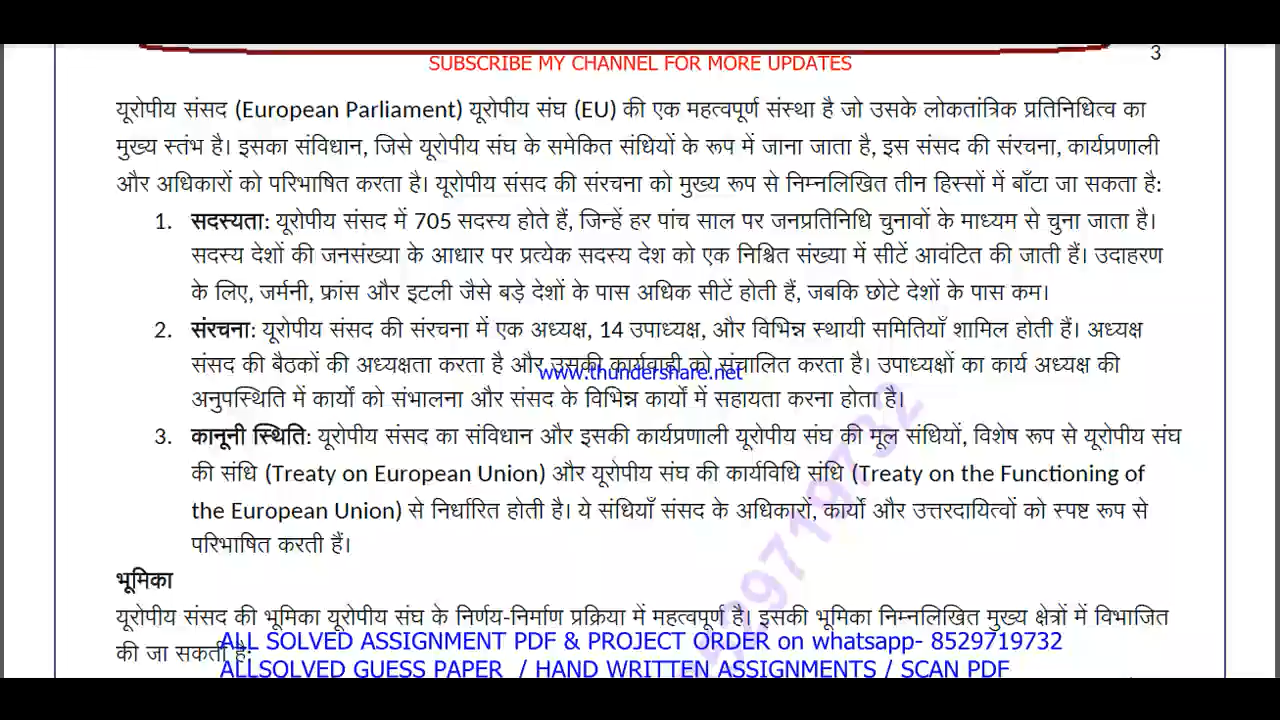 3
SUBSCRIBE MY CHANNEL FOR MORE UPDATES
यूरोपीय संसद (European Parliament) यूरोपीय संघ (EU) की एक महत्वपूर्ण संस्था है जो उसके लोकतांत्रिक प्रतिनिधित्व का
मुख्य स्तंभ है। इसका संविधान, जिसे यूरोपीय संघ के समेकित संधियों के रूप में जाना जाता है, इस संसद की संरचना, कार्यप्रणाली
और अधिकारों को परिभाषित करता है। यूरोपीय संसद की संरचना को मुख्य रूप से निम्नलिखित तीन हिस्सों में बाँटा जा सकता है:
1. सदस्यता: यूरोपीय संसद में 705 सदस्य होते हैं, जिन्हें हर पांच साल पर जनप्रतिनिधि चुनावों के माध्यम से चुना जाता है।
सदस्य देशों की जनसंख्या के आधार पर प्रत्येक सदस्य देश को एक निश्चित संख्या में सीटें आवंटित की जाती हैं। उदाहरण
के लिए, जर्मनी, फ्रांस और इटली जैसे बड़े देशों के पास अधिक सीटें होती हैं, जबकि छोटे देशों के पास कम।
2. संरचना: यूरोपीय संसद की संरचना में एक अध्यक्ष, 14 उपाध्यक्ष, और विभिन्न स्थायी समितियाँ शामिल होती हैं। अध्यक्ष
संसद की बैठकों की अध्यक्षता करता है और उसकी कार्यवाही को संचालित करता है। उपाध्यक्षों का कार्य अध्यक्ष की
www.thundershare.net
अनुपस्थिति में कार्यों को संभालना और संसद के विभिन्न कार्यों में सहायता करना होता है।
3. कानूनी स्थिति: यूरोपीय संसद का संविधान और इसकी कार्यप्रणाली यूरोपीय संघ की मूल संधियों, विशेष रूप से यूरोपीय संघ
की संधि (Treaty on European Union) और यूरोपीय संघ की कार्यविधि संधि (Treaty on the Functioning of
the European Union) से निर्धारित होती है। ये संधियाँ संसद के अधिकारों, कार्यों और उत्तरदायित्वों को स्पष्ट रूप से
परिभाषित करती हैं।
भूमिका
यूरोपीय संसद की भूमिका यूरोपीय संघ के निर्णय-निर्माण प्रक्रिया में महत्वपूर्ण है। इसकी भूमिका निम्नलिखित मुख्य क्षेत्रों में विभाजित
की जा सकती है:
ALL SOLVED ASSIGNMENT PDF & PROJECT ORDER on whatsapp- 8529719732
ALLSOLVED GUESS PAPER / HAND WRITTEN ASSIGNMENTS / SCAN PDF
8529719732